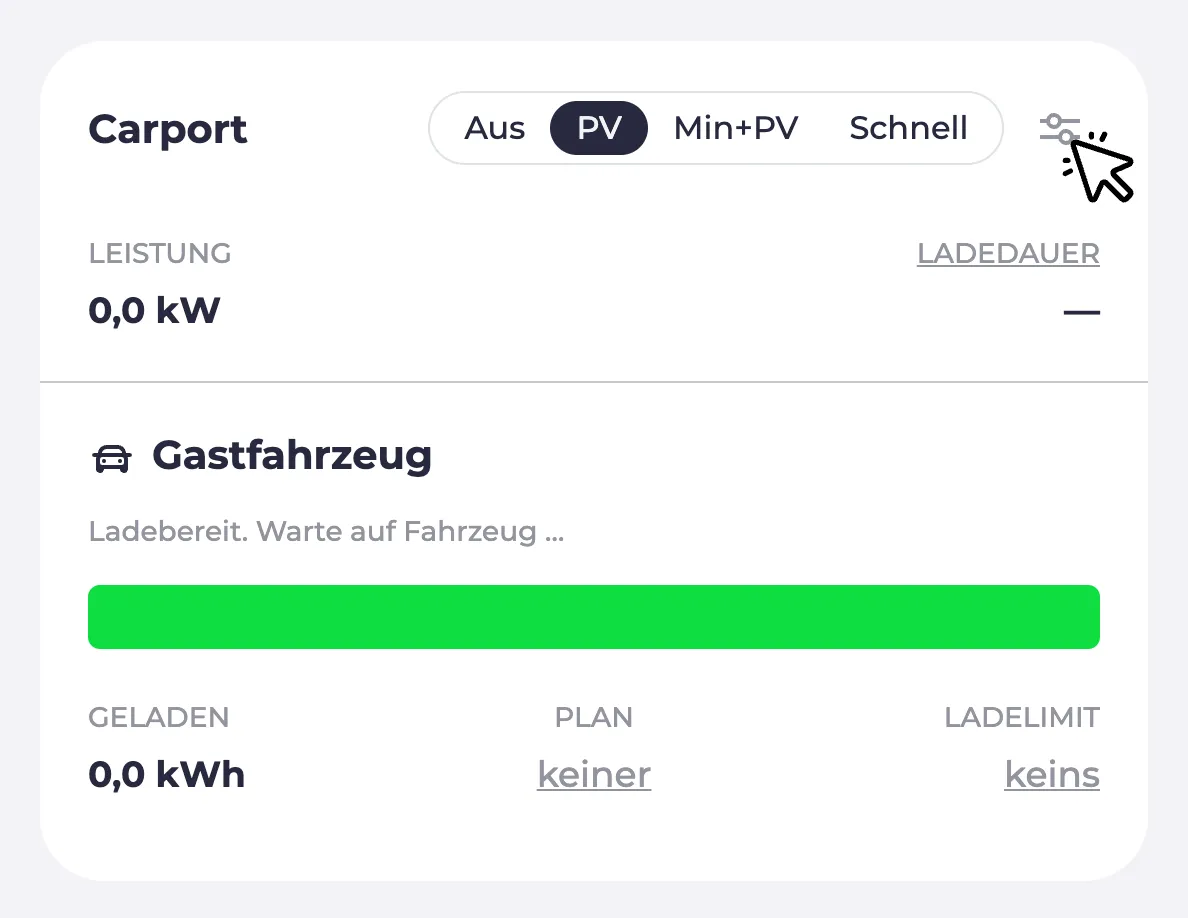 Carport
Aus PV Min+PV Schnell
LEISTUNG LADEDAUER
0,0 kW —
Gastfahrzeug
Ladebereit. Warte auf Fahrzeug ...
GELADEN PLAN LADELIMIT
0,0 kWh keiner keins